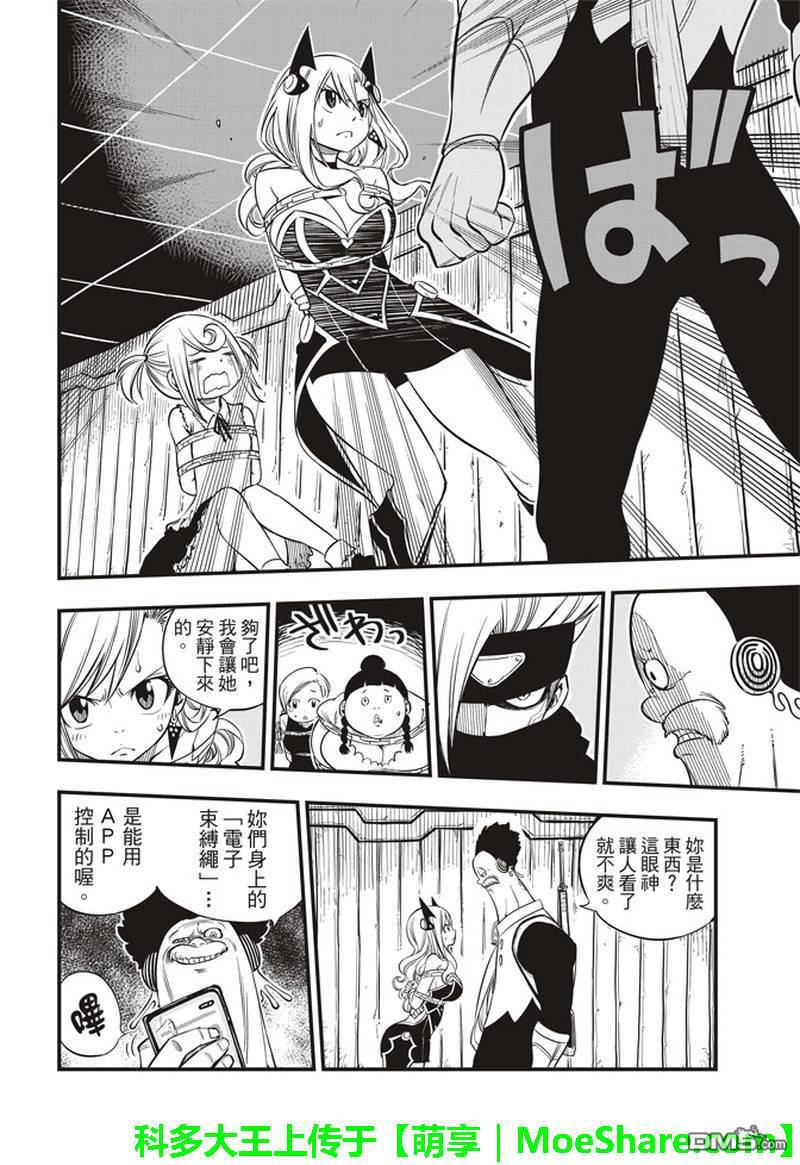 ばっ
ざわっ
夠了吧，
我會讓她
安靜下來
的。
妳是什麼
東西？
這眼神
讓人看了
就不爽。
妳們身上的
「電子
束縛繩」…
是能用
APP
控制的喔。
科多大王上传于【萌享 | MoeShare
DM5